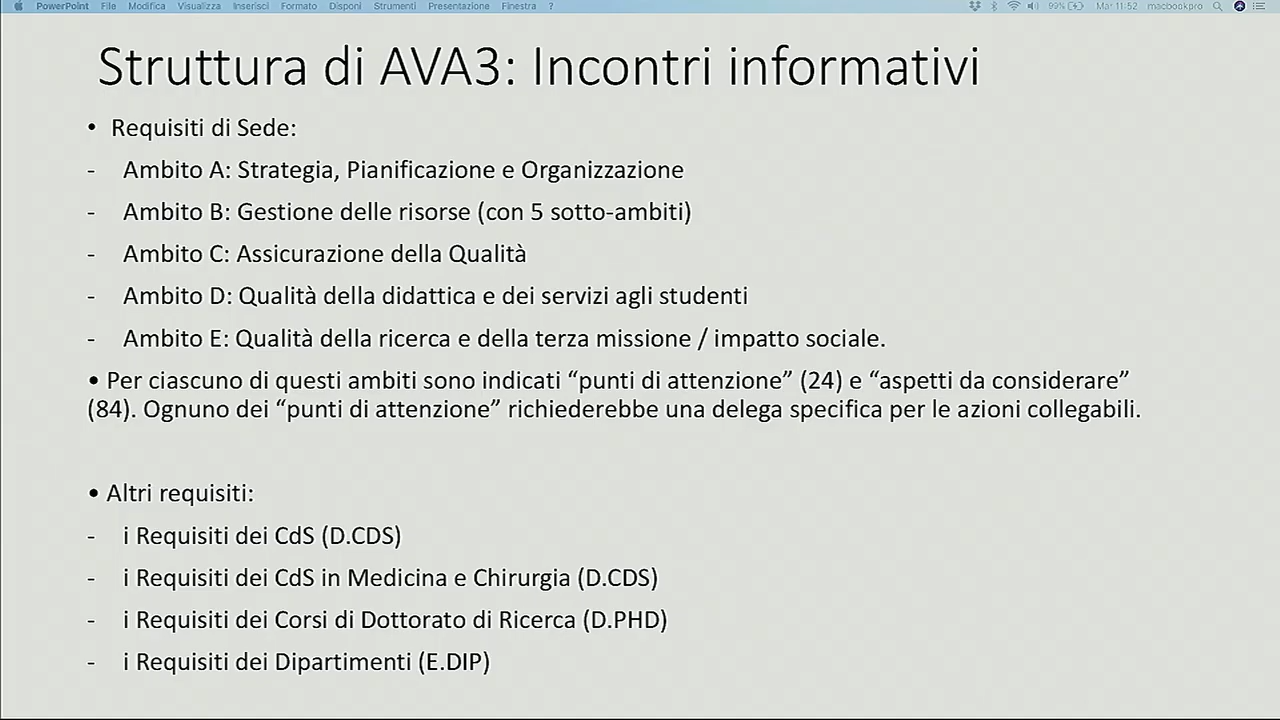 PowerPoint File Modifica Visualizza Inserisci Formato Disponi Strumenti Presentazione Finestra ? 99% Mar 11:52 macbookpro
Struttura di AVA3: Incontri informativi
• Requisiti di Sede:
- Ambito A: Strategia, Pianificazione e Organizzazione
- Ambito B: Gestione delle risorse (con 5 sotto-ambiti)
- Ambito C: Assicurazione della Qualità
- Ambito D: Qualità della didattica e dei servizi agli studenti
- Ambito E: Qualità della ricerca e della terza missione / impatto sociale.
• Per ciascuno di questi ambiti sono indicati “punti di attenzione” (24) e “aspetti da considerare”
(84). Ognuno dei “punti di attenzione” richiederebbe una delega specifica per le azioni collegabili.
• Altri requisiti:
- i Requisiti dei CdS (D.CDS)
- i Requisiti dei CdS in Medicina e Chirurgia (D.CDS)
- i Requisiti dei Corsi di Dottorato di Ricerca (D.PHD)
- i Requisiti dei Dipartimenti (E.DIP)